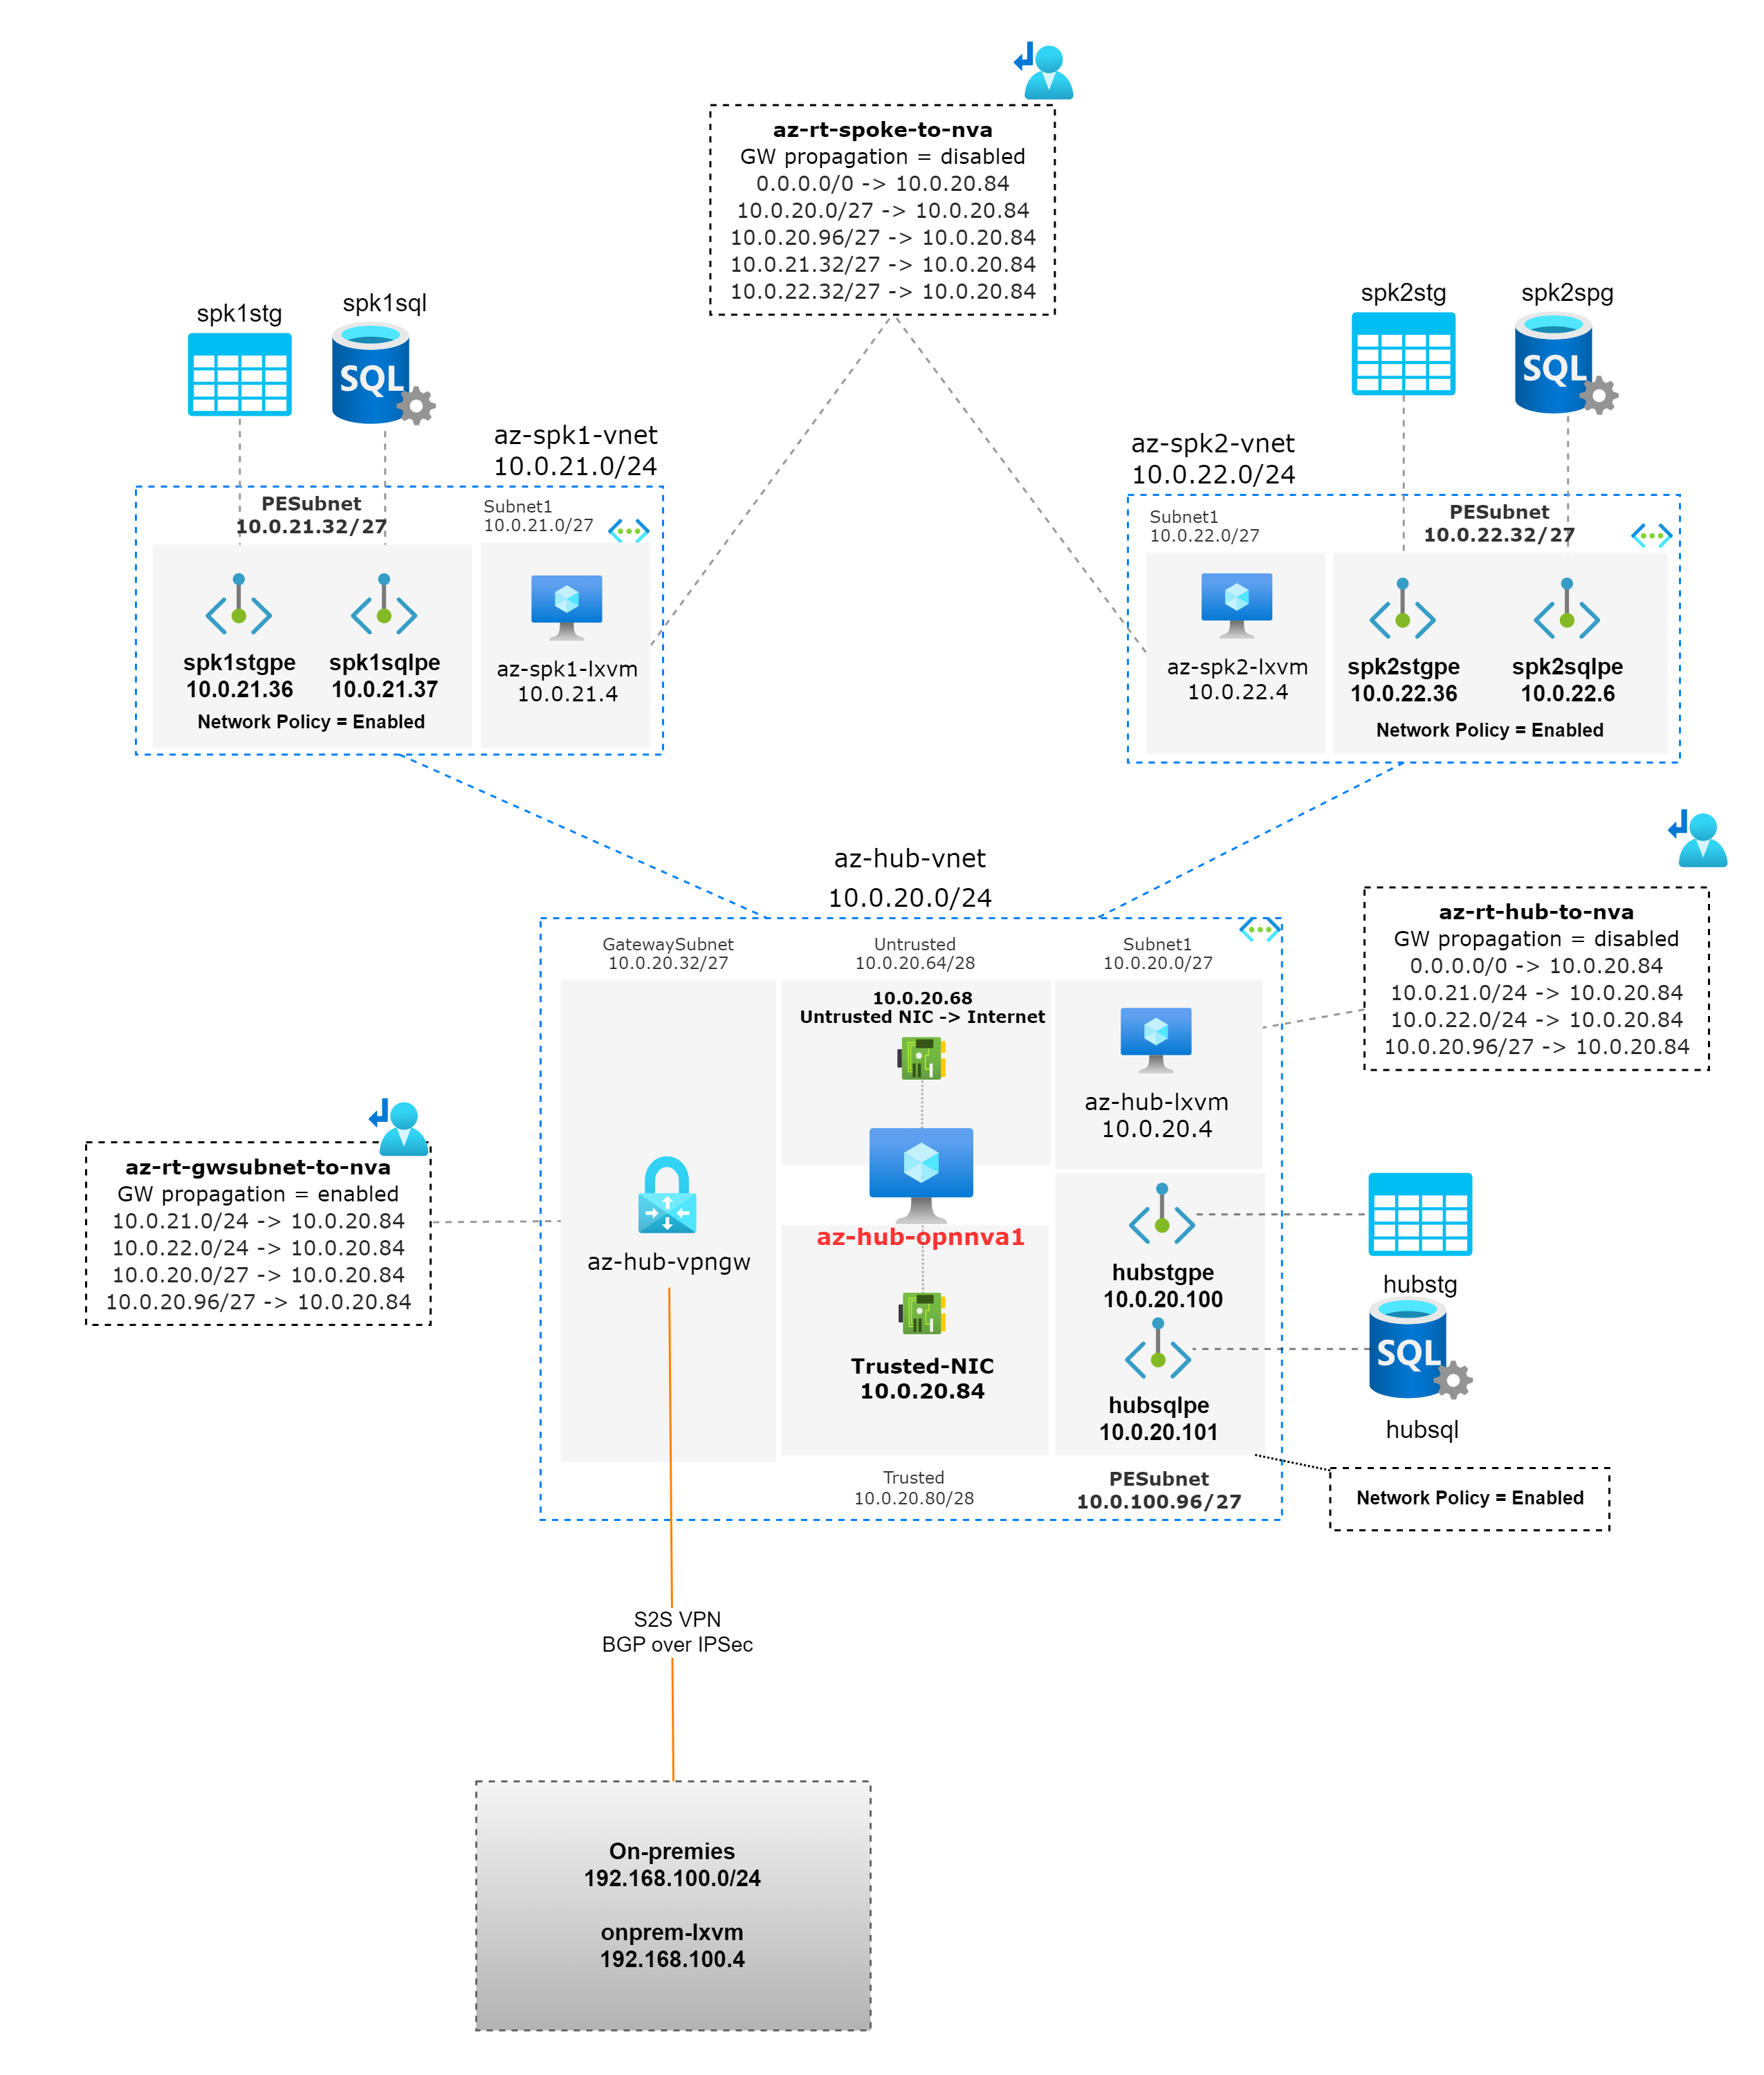 az-rt-spoke-to-nva
GW propagation = disabled
0.0.0.0/0 -> 10.0.20.84
10.0.20.0/27 -> 10.0.20.84
10.0.20.96/27 -> 10.0.20.84
10.0.21.32/27 -> 10.0.20.84
10.0.22.32/27 -> 10.0.20.84
spk1stg
spk1sql
SQL
spk2stg
spk2spg
SQL
az-spk1-vnet
10.0.21.0/24
PESubnet
10.0.21.32/27
Subnet1
10.0.21.0/27
spk1stgpe
10.0.21.36
spk1sqlpe
10.0.21.37
Network Policy = Enabled
az-spk1-lxvm
10.0.21.4
az-spk2-vnet
10.0.22.0/24
Subnet1
10.0.22.0/27
PESubnet
10.0.22.32/27
az-spk2-lxvm
10.0.22.4
spk2stgpe
10.0.22.36
spk2sqlpe
10.0.22.6
Network Policy = Enabled
az-hub-vnet
10.0.20.0/24
GatewaySubnet
10.0.20.32/27
Untrusted
10.0.20.64/28
Subnet1
10.0.20.0/27
10.0.20.68
Untrusted NIC -> Internet
az-hub-lxvm
10.0.20.4
az-rt-hub-to-nva
GW propagation = disabled
0.0.0.0/0 -> 10.0.20.84
10.0.21.0/24 -> 10.0.20.84
10.0.22.0/24 -> 10.0.20.84
10.0.20.96/27 -> 10.0.20.84
az-rt-gwsubnet-to-nva
GW propagation = enabled
10.0.21.0/24 -> 10.0.20.84
10.0.22.0/24 -> 10.0.20.84
10.0.20.0/27 -> 10.0.20.84
10.0.20.96/27 -> 10.0.20.84
az-hub-vpngw
az-hub-opnnva1
Trusted-NIC
10.0.20.84
hubstgpe
10.0.20.100
hubsqlpe
10.0.20.101
hubstg
SQL
hubsql
Trusted
10.0.20.80/28
PESubnet
10.0.100.96/27
Network Policy = Enabled
S2S VPN
BGP over IPSec
On-premies
192.168.100.0/24
onprem-lxvm
192.168.100.4